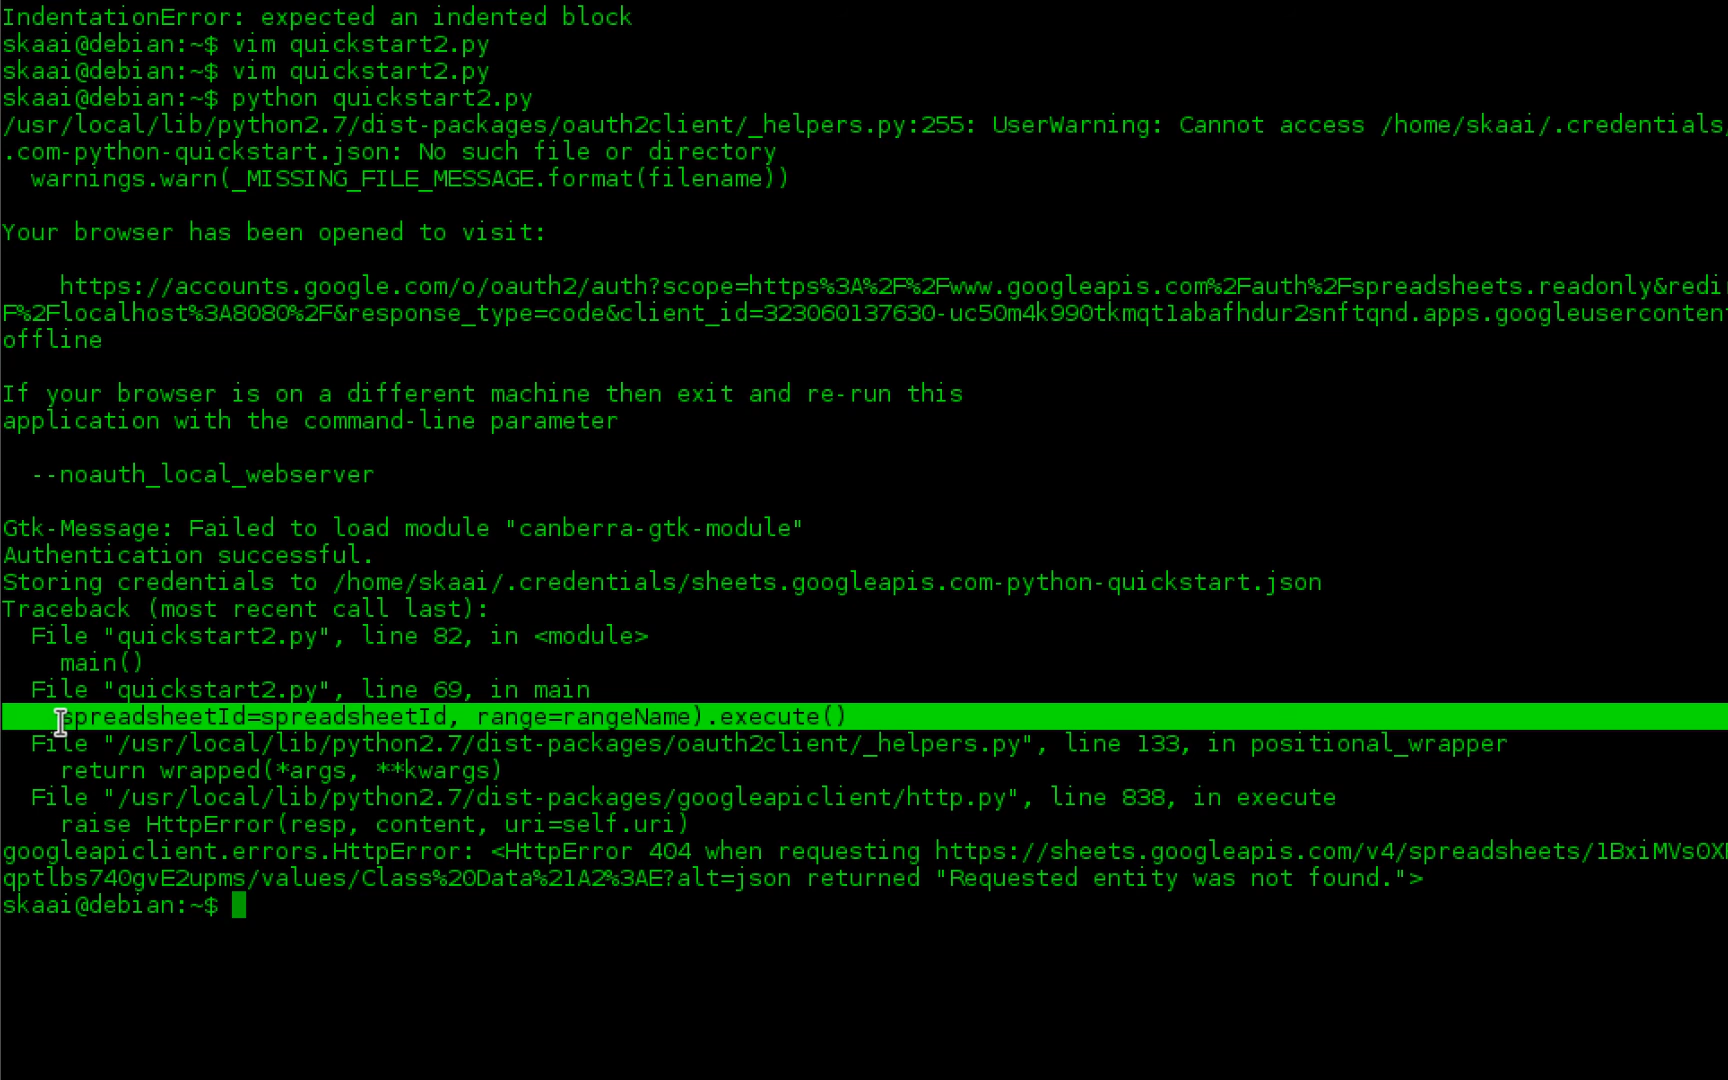 IndentationError: expected an indented block
skaai@debian:~$ vim quickstart2.py
skaai@debian:~$ vim quickstart2.py
skaai@debian:~$ python quickstart2.py
/usr/local/lib/python2.7/dist-packages/oauth2client/_helpers.py:255: UserWarning: Cannot access /home/skaai/.credentials
.com-python-quickstart.json: No such file or directory
  warnings.warn(_MISSING_FILE_MESSAGE.format(filename))
Your browser has been opened to visit:
    https://accounts.google.com/o/oauth2/auth?scope=https%3A%2F%2Fwww.googleapis.com%2Fauth%2Fspreadsheets.readonly&redi
F%2Flocalhost%3A8080%2F&response_type=code&client_id=323060137630-uc50m4k990tkmqt1abafhdur2snftqnd.apps.googleusercontent
offline
If your browser is on a different machine then exit and re-run this
application with the command-line parameter
  --noauth_local_webserver
Gtk-Message: Failed to load module "canberra-gtk-module"
Authentication successful.
Storing credentials to /home/skaai/.credentials/sheets.googleapis.com-python-quickstart.json
Traceback (most recent call last):
  File "quickstart2.py", line 82, in <module>
    main()
  File "quickstart2.py", line 69, in main
    spreadsheetId=spreadsheetId, range=rangeName).execute()
  File "/usr/local/lib/python2.7/dist-packages/oauth2client/_helpers.py", line 133, in positional_wrapper
    return wrapped(*args, **kwargs)
  File "/usr/local/lib/python2.7/dist-packages/googleapiclient/http.py", line 838, in execute
    raise HttpError(resp, content, uri=self.uri)
googleapiclient.errors.HttpError: <HttpError 404 when requesting https://sheets.googleapis.com/v4/spreadsheets/1BxiMVs0X
qptlbs740gvE2upms/values/Class%20Data%21A2%3AE?alt=json returned "Requested entity was not found.">
skaai@debian:~$